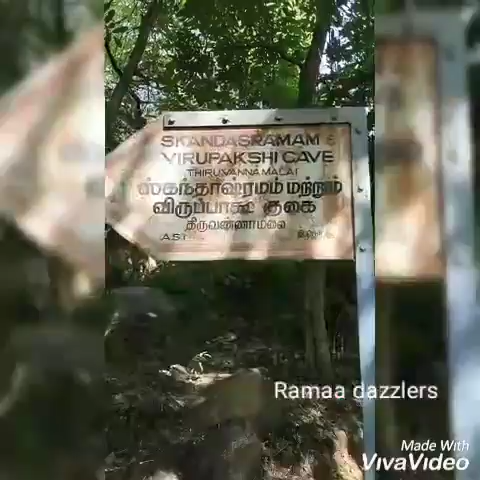 SKANDASRAMAM &
VIRUPAKSHI CAVE
THIRUVANNAMALAI
ஸ்கந்தாஷ்ரமம் மற்றும்
விருப்பாக்ஷி குகை
திருவண்ணாமலை
Ramaa dazzlers
Made With
VivaVideo